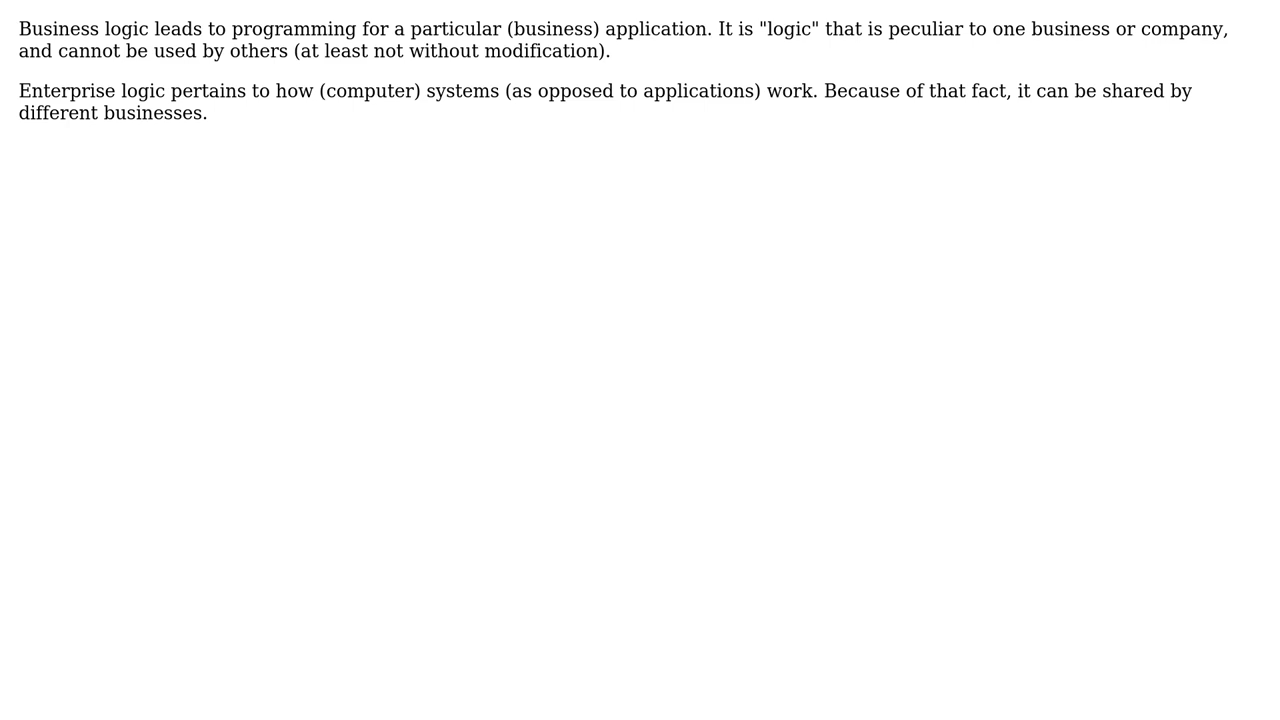 Business logic leads to programming for a particular (business) application. It is "logic" that is peculiar to one business or company,
and cannot be used by others (at least not without modification).
Enterprise logic pertains to how (computer) systems (as opposed to applications) work. Because of that fact, it can be shared by
different businesses.